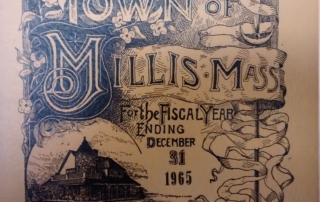 TOWN OF
MILLIS MASS
For the Fiscal Year
Ending
December
31
1965